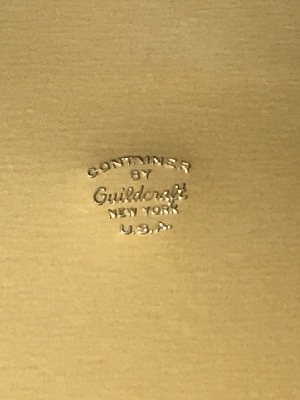 CONTAINER
BY
Guildcraft
NEW YORK
U.S.A.